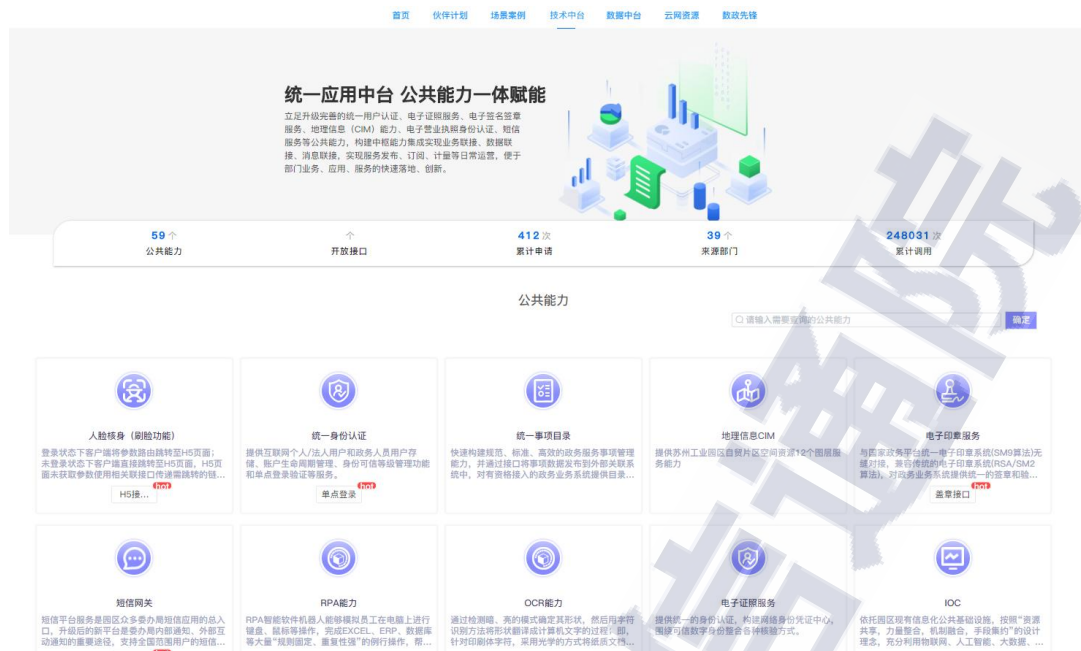 首页 伙伴计划 场景案例 技术中台 数据中台 云网资源 数政先锋
统一应用中台 公共能力一体赋能
立足升级完善的统一用户认证、电子证照服务、电子签名签章
服务、地理信息（CIM）能力、电子营业执照身份认证、短信
服务等公共能力，构建中枢能力集成实现业务联接、数据联
接、消息联接，实现服务发布、订阅、计量等日常运营，便于
部门业务、应用、服务的快速落地、创新。
59 个
公共能力
个
开放接口
412 次
累计申请
39 个
来源部门
248031 次
累计调用
公共能力
请输入需要查询的公共能力
确定
人脸核身（刷脸功能）
登录状态下客户端将参数路由跳转至H5页面；
未登录状态下客户端直接跳转至H5页面，H5页
面未获取参数使用相关联接口传递需跳转的链...
H5接...
hot
统一身份认证
提供互联网个人/法人用户和政务人员用户存
储、账户生命周期管理、身份可信等级管理功能
和单点登录验证等服务。
单点登录
hot
统一事项目录
快速构建规范、标准、高效的政务服务事项管理
能力，并通过接口将事项数据发布到外部关联系
统中，对有资格接入的政务业务系统提供目录...
地理信息CIM
提供苏州工业园区自贸片区空间资源12个图层服
务能力
电子印章服务
与国家政务平台统一电子印章系统(SM9算法)无
缝对接，兼容传统的电子印章系统(RSA/SM2
算法)，对政务业务系统提供统一的签章和验...
盖章接口
hot
短信网关
短信平台服务是园区众多委办局短信应用的总入
口，升级后的新平台是委办局内部通知、外部互
动通知的重要途径，支持全国范围用户的短信...
RPA能力
RPA智能软件机器人能够模拟员工在电脑上进行
键盘、鼠标等操作，完成EXCEL、ERP、数据库
等大量“规则固定、重复性强”的例行操作，帮...
OCR能力
通过检测暗、亮的模式确定其形状，然后用字符
识别方法将形状翻译成计算机文字的过程；即，
针对印刷体字符，采用光学的方式将纸质文档...
电子证照服务
提供统一的身份认证，构建网络身份凭证中心，
围绕可信数字身份整合各种核验方式。
IOC
依托园区现有信息化公共基础设施，按照“资源
共享，力量整合，机制融合，手段集约”的设计
理念，充分利用物联网、人工智能、大数据、...
信通院